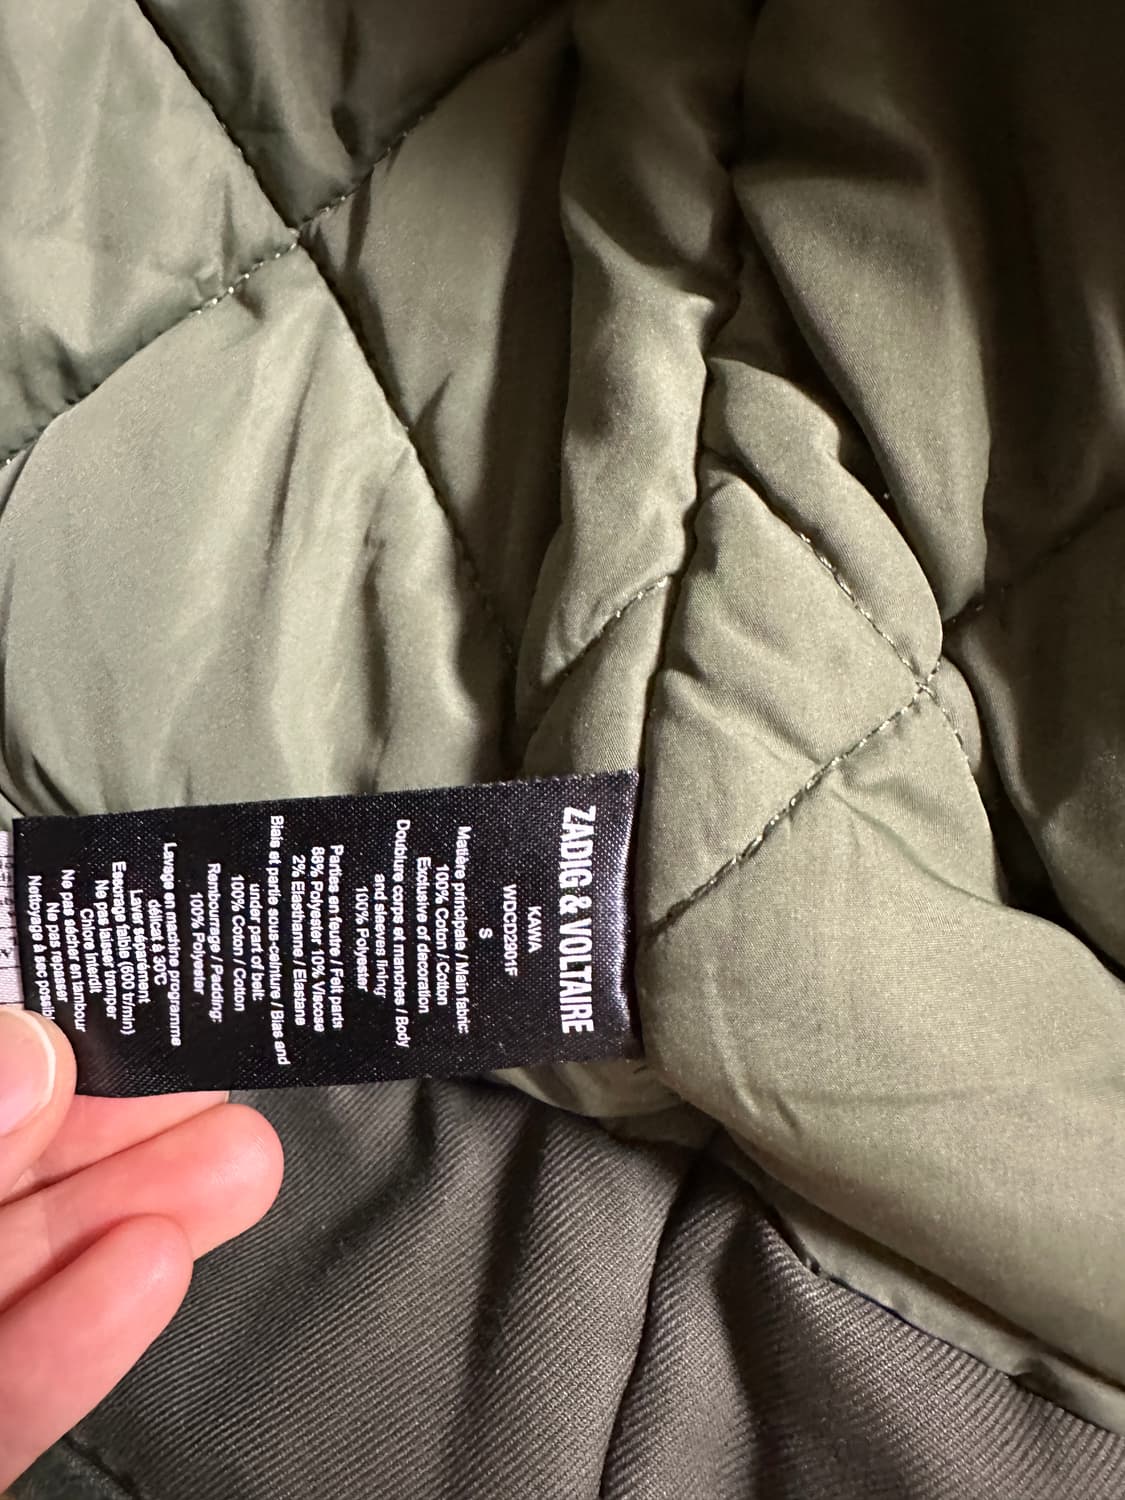 ZADIG & VOLTAIRE
KAWA
WDCD2901F
S
Matière principale / Main fabric:
100% Coton / Cotton
Exclusive of decoration
Doublure corps et manches / Body
and sleeves lining:
100% Polyester
Parties en feutre / Felt parts:
88% Polyester 10% Viscose
2% Elasthanne / Elastane
Biais et partie sous-ceinture / Bias and
under part of belt:
100% Coton / Cotton
Rembourrage / Padding:
100% Polyester
Lavage en machine programme
délicat à 30°C
Laver séparément
Essorage faible (600 tr/min)
Ne pas laisser tremper
Chlore interdit
Ne pas sécher en tambour
Ne pas repasser
Nettoyage à sec possibl